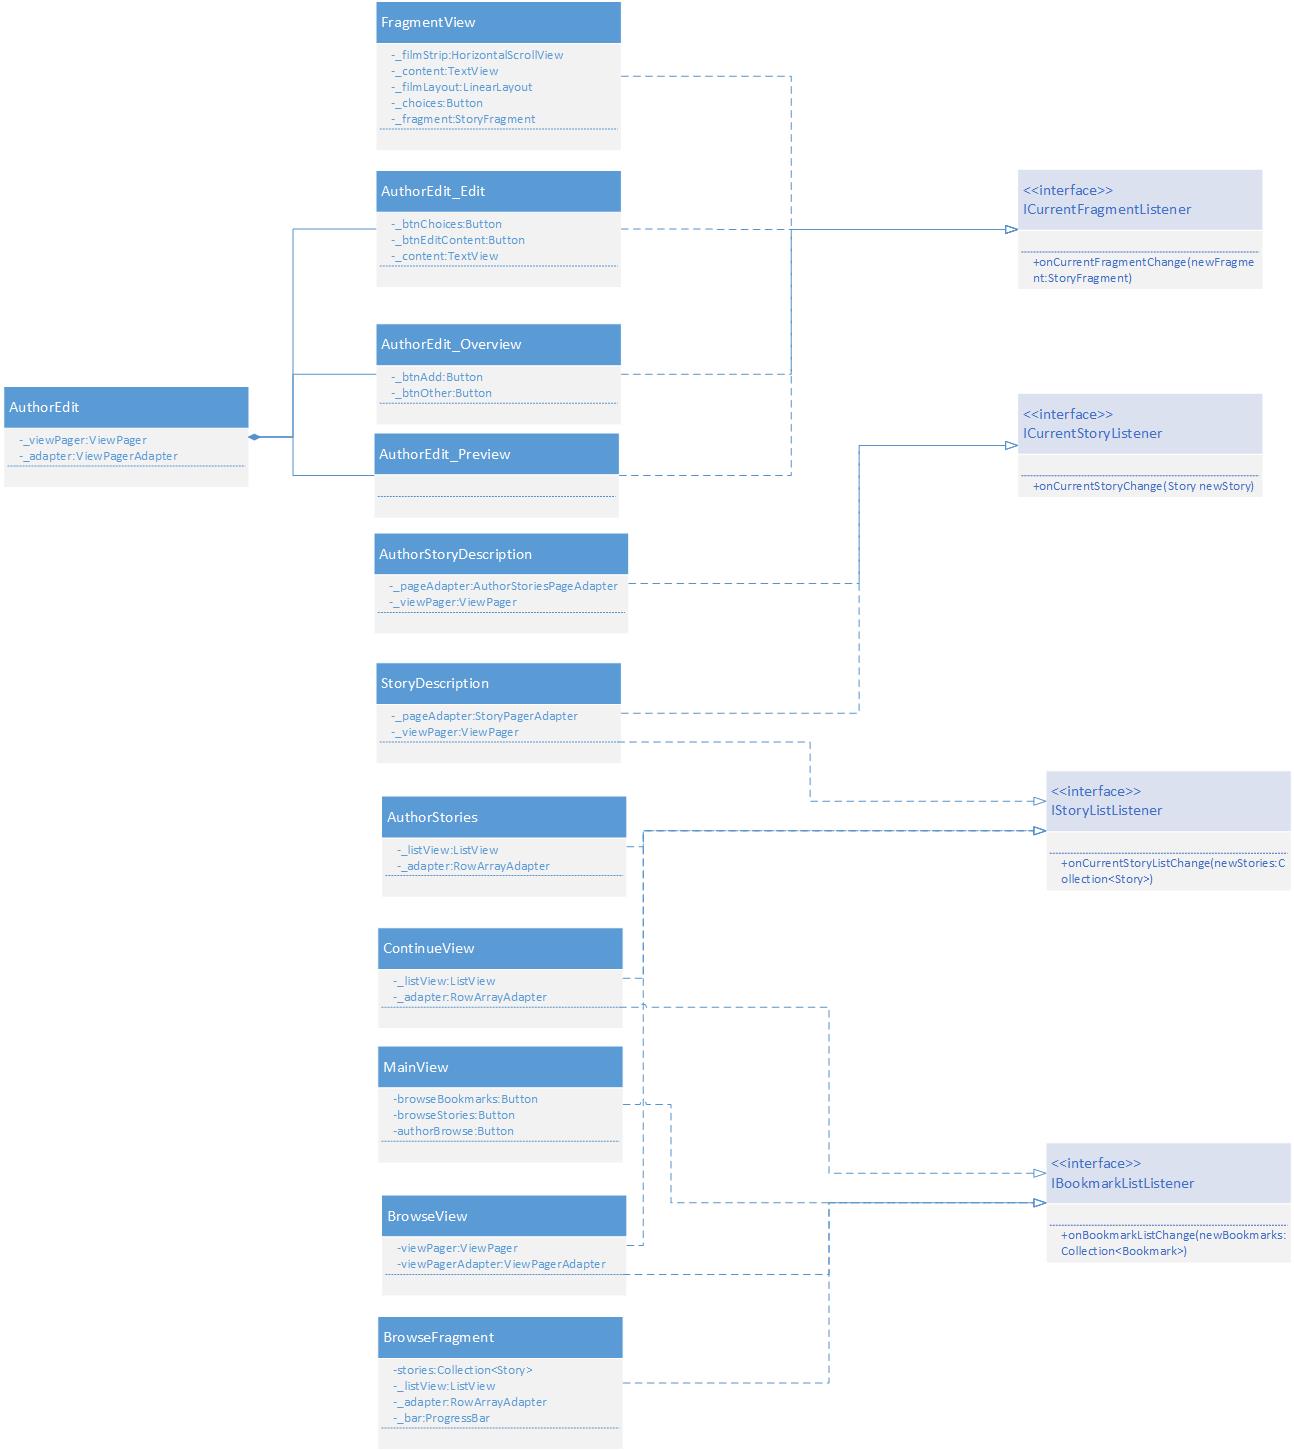 FragmentView
-_filmStrip:HorizontalScrollView
-_content:TextView
-_filmLayout:LinearLayout
-_choices:Button
-_fragment:StoryFragment
AuthorEdit_Edit
-_btnChoices:Button
-_btnEditContent:Button
-_content:TextView
<<interface>>
ICurrentFragmentListener
+onCurrentFragmentChange(newFragme
nt:StoryFragment)
AuthorEdit_Overview
-_btnAdd:Button
-_btnOther:Button
AuthorEdit
-_viewPager:ViewPager
-_adapter:ViewPagerAdapter
AuthorEdit_Preview
<<interface>>
ICurrentStoryListener
+onCurrentStoryChange(Story newStory)
AuthorStoryDescription
-_pageAdapter:AuthorStoriesPageAdapter
-_viewPager:ViewPager
StoryDescription
-_pageAdapter:StoryPagerAdapter
-_viewPager:ViewPager
<<interface>>
IStoryListListener
+onCurrentStoryListChange(newStories:C
ollection<Story>)
AuthorStories
-_listView:ListView
-_adapter:RowArrayAdapter
ContinueView
-_listView:ListView
-_adapter:RowArrayAdapter
MainView
-browseBookmarks:Button
-browseStories:Button
-authorBrowse:Button
<<interface>>
IBookmarkListListener
+onBookmarkListChange(newBookmarks:
Collection<Bookmark>)
BrowseView
-viewPager:ViewPager
-viewPagerAdapter:ViewPagerAdapter
BrowseFragment
-stories:Collection<Story>
-_listView:ListView
-_adapter:RowArrayAdapter
-_bar:ProgressBar